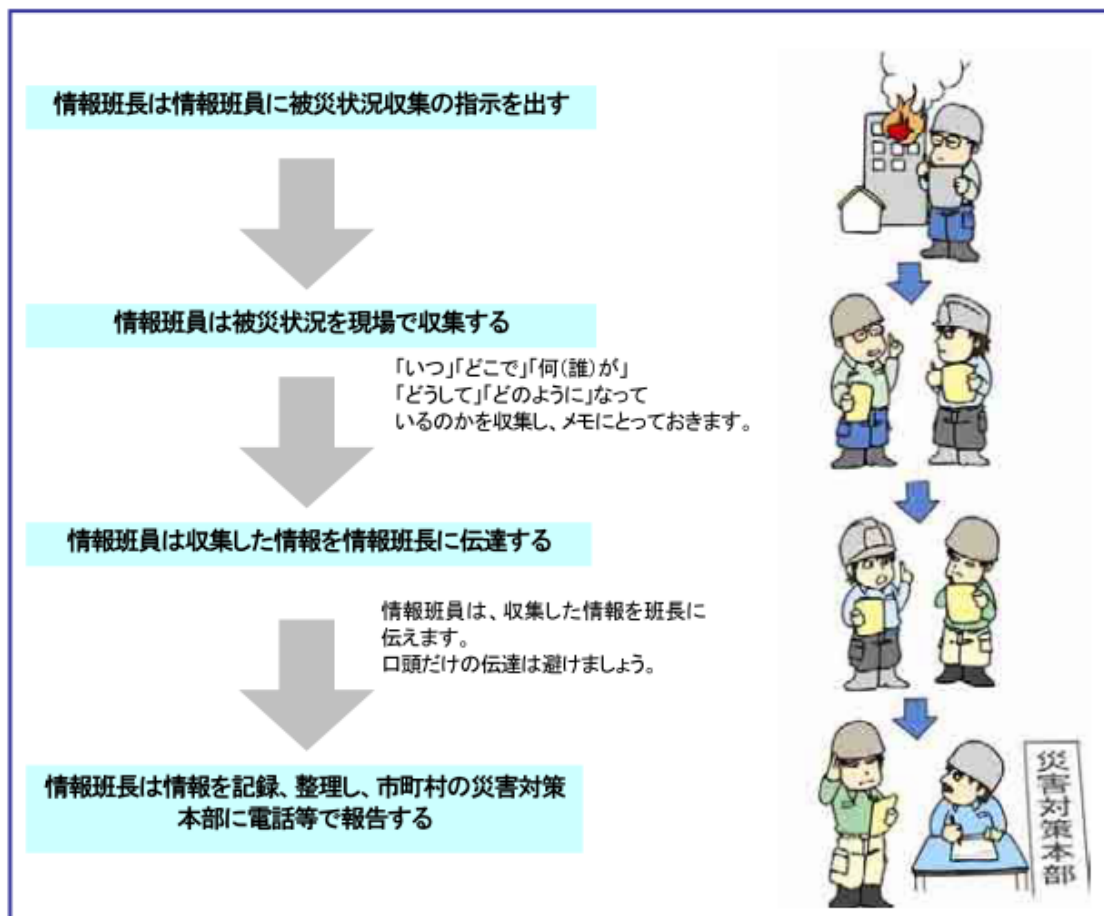 情報班長は情報班員に被災状況収集の指示を出す
情報班員は被災状況を現場で収集する
「いつ」「どこで」「何(誰)が」
「どうして」「どのように」なって
いるのかを収集し、メモにとっておきます。
情報班員は収集した情報を情報班長に伝達する
情報班員は、収集した情報を班長に
伝えます。
口頭だけの伝達は避けましょう。
情報班長は情報を記録、整理し、市町村の災害対策
本部に電話等で報告する
災害対策本部